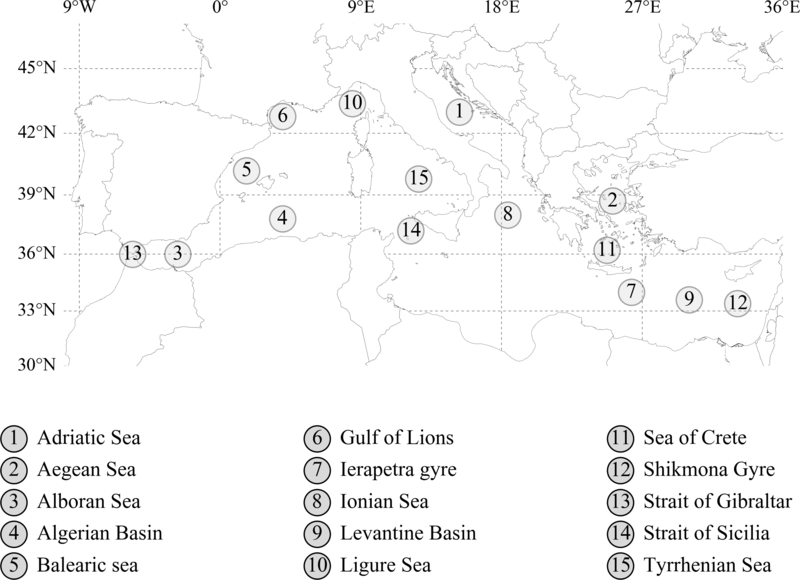 9°W 0° 9°E 18°E 27°E 36°E
45°N
42°N
39°N
36°N
33°N
30°N
10
6
1
5
15
2
4
8
14
13 3 11
7
9 12
1 Adriatic Sea
2 Aegean Sea
3 Alboran Sea
4 Algerian Basin
5 Balearic sea
6 Gulf of Lions
7 Ierapetra gyre
8 Ionian Sea
9 Levantine Basin
10 Ligure Sea
11 Sea of Crete
12 Shikmona Gyre
13 Strait of Gibraltar
14 Strait of Sicilia
15 Tyrrhenian Sea